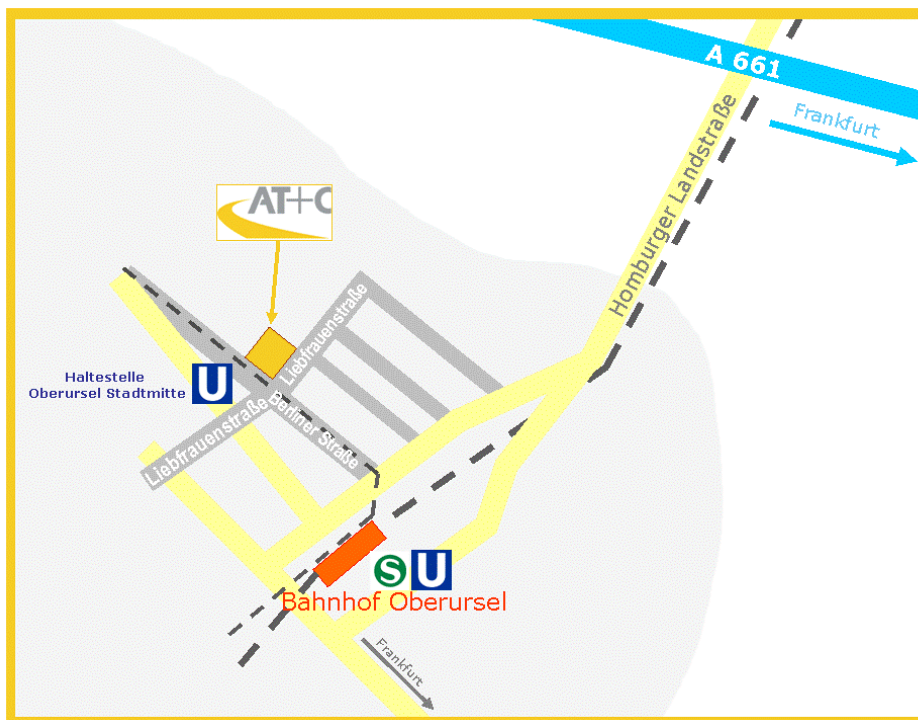 A 661
Frankfurt
Homburger Landstraße
AT+C
Liebfrauenstraße
Haltestelle
Oberursel Stadtmitte
U
Liebfrauenstraße
Berliner Straße
S U
Bahnhof Oberursel
Frankfurt